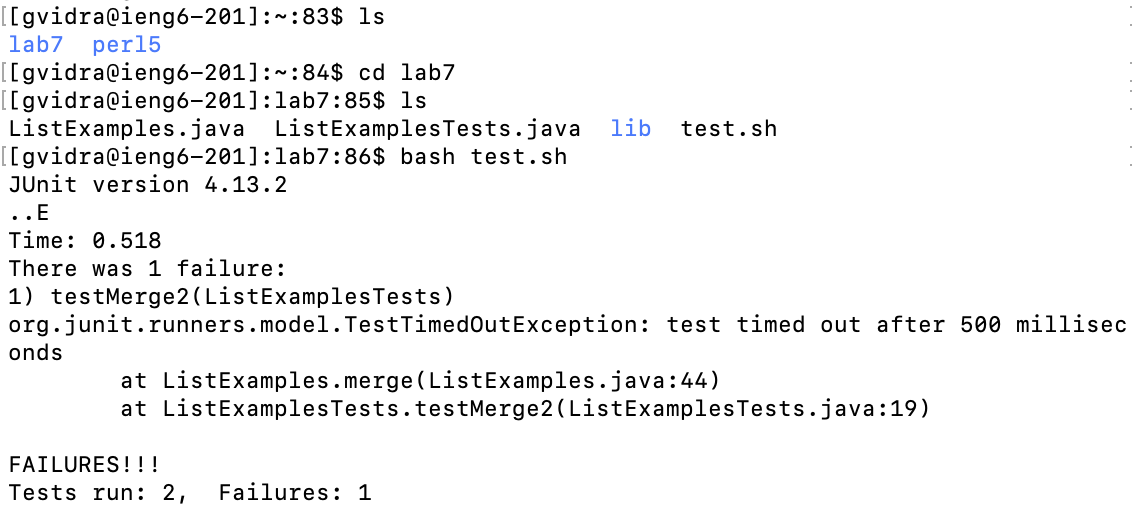 [[gvidra@ieng6-201]:~:83$ ls
lab7  perl5
[[gvidra@ieng6-201]:~:84$ cd lab7
[[gvidra@ieng6-201]:lab7:85$ ls
ListExamples.java  ListExamplesTests.java  lib  test.sh
[[gvidra@ieng6-201]:lab7:86$ bash test.sh
JUnit version 4.13.2
..E
Time: 0.518
There was 1 failure:
1) testMerge2(ListExamplesTests)
org.junit.runners.model.TestTimedOutException: test timed out after 500 millisec
onds
        at ListExamples.merge(ListExamples.java:44)
        at ListExamplesTests.testMerge2(ListExamplesTests.java:19)

FAILURES!!!
Tests run: 2,  Failures: 1